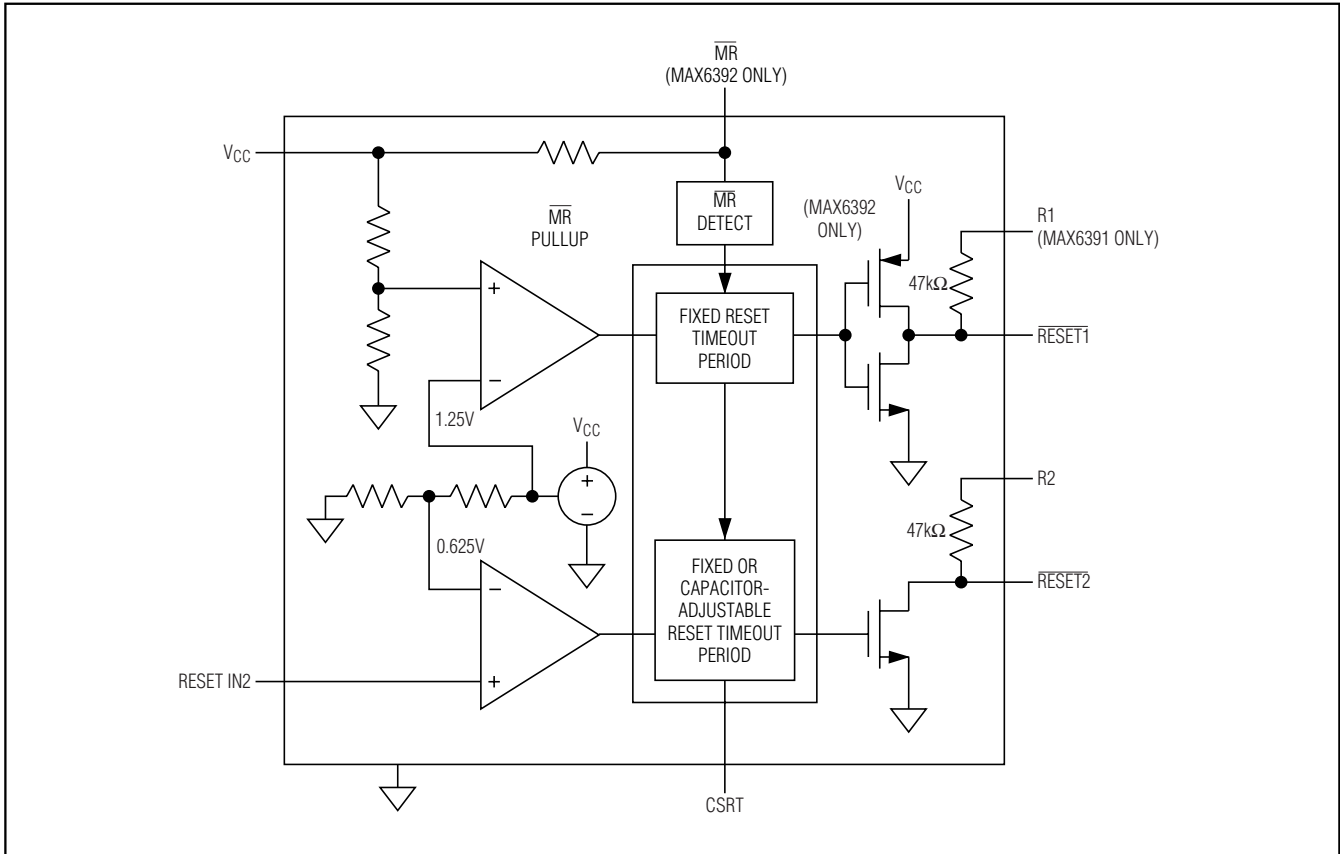 MR
(MAX6392 ONLY)
VCC
MR
DETECT
(MAX6392
ONLY)
VCC
R1
(MAX6391 ONLY)
MR
PULLUP
47kΩ
+
−
FIXED RESET
TIMEOUT
PERIOD
RESET1
1.25V
VCC
+
−
R2
47kΩ
0.625V
−
+
FIXED OR
CAPACITOR-
ADJUSTABLE
RESET TIMEOUT
PERIOD
RESET2
RESET IN2
CSRT